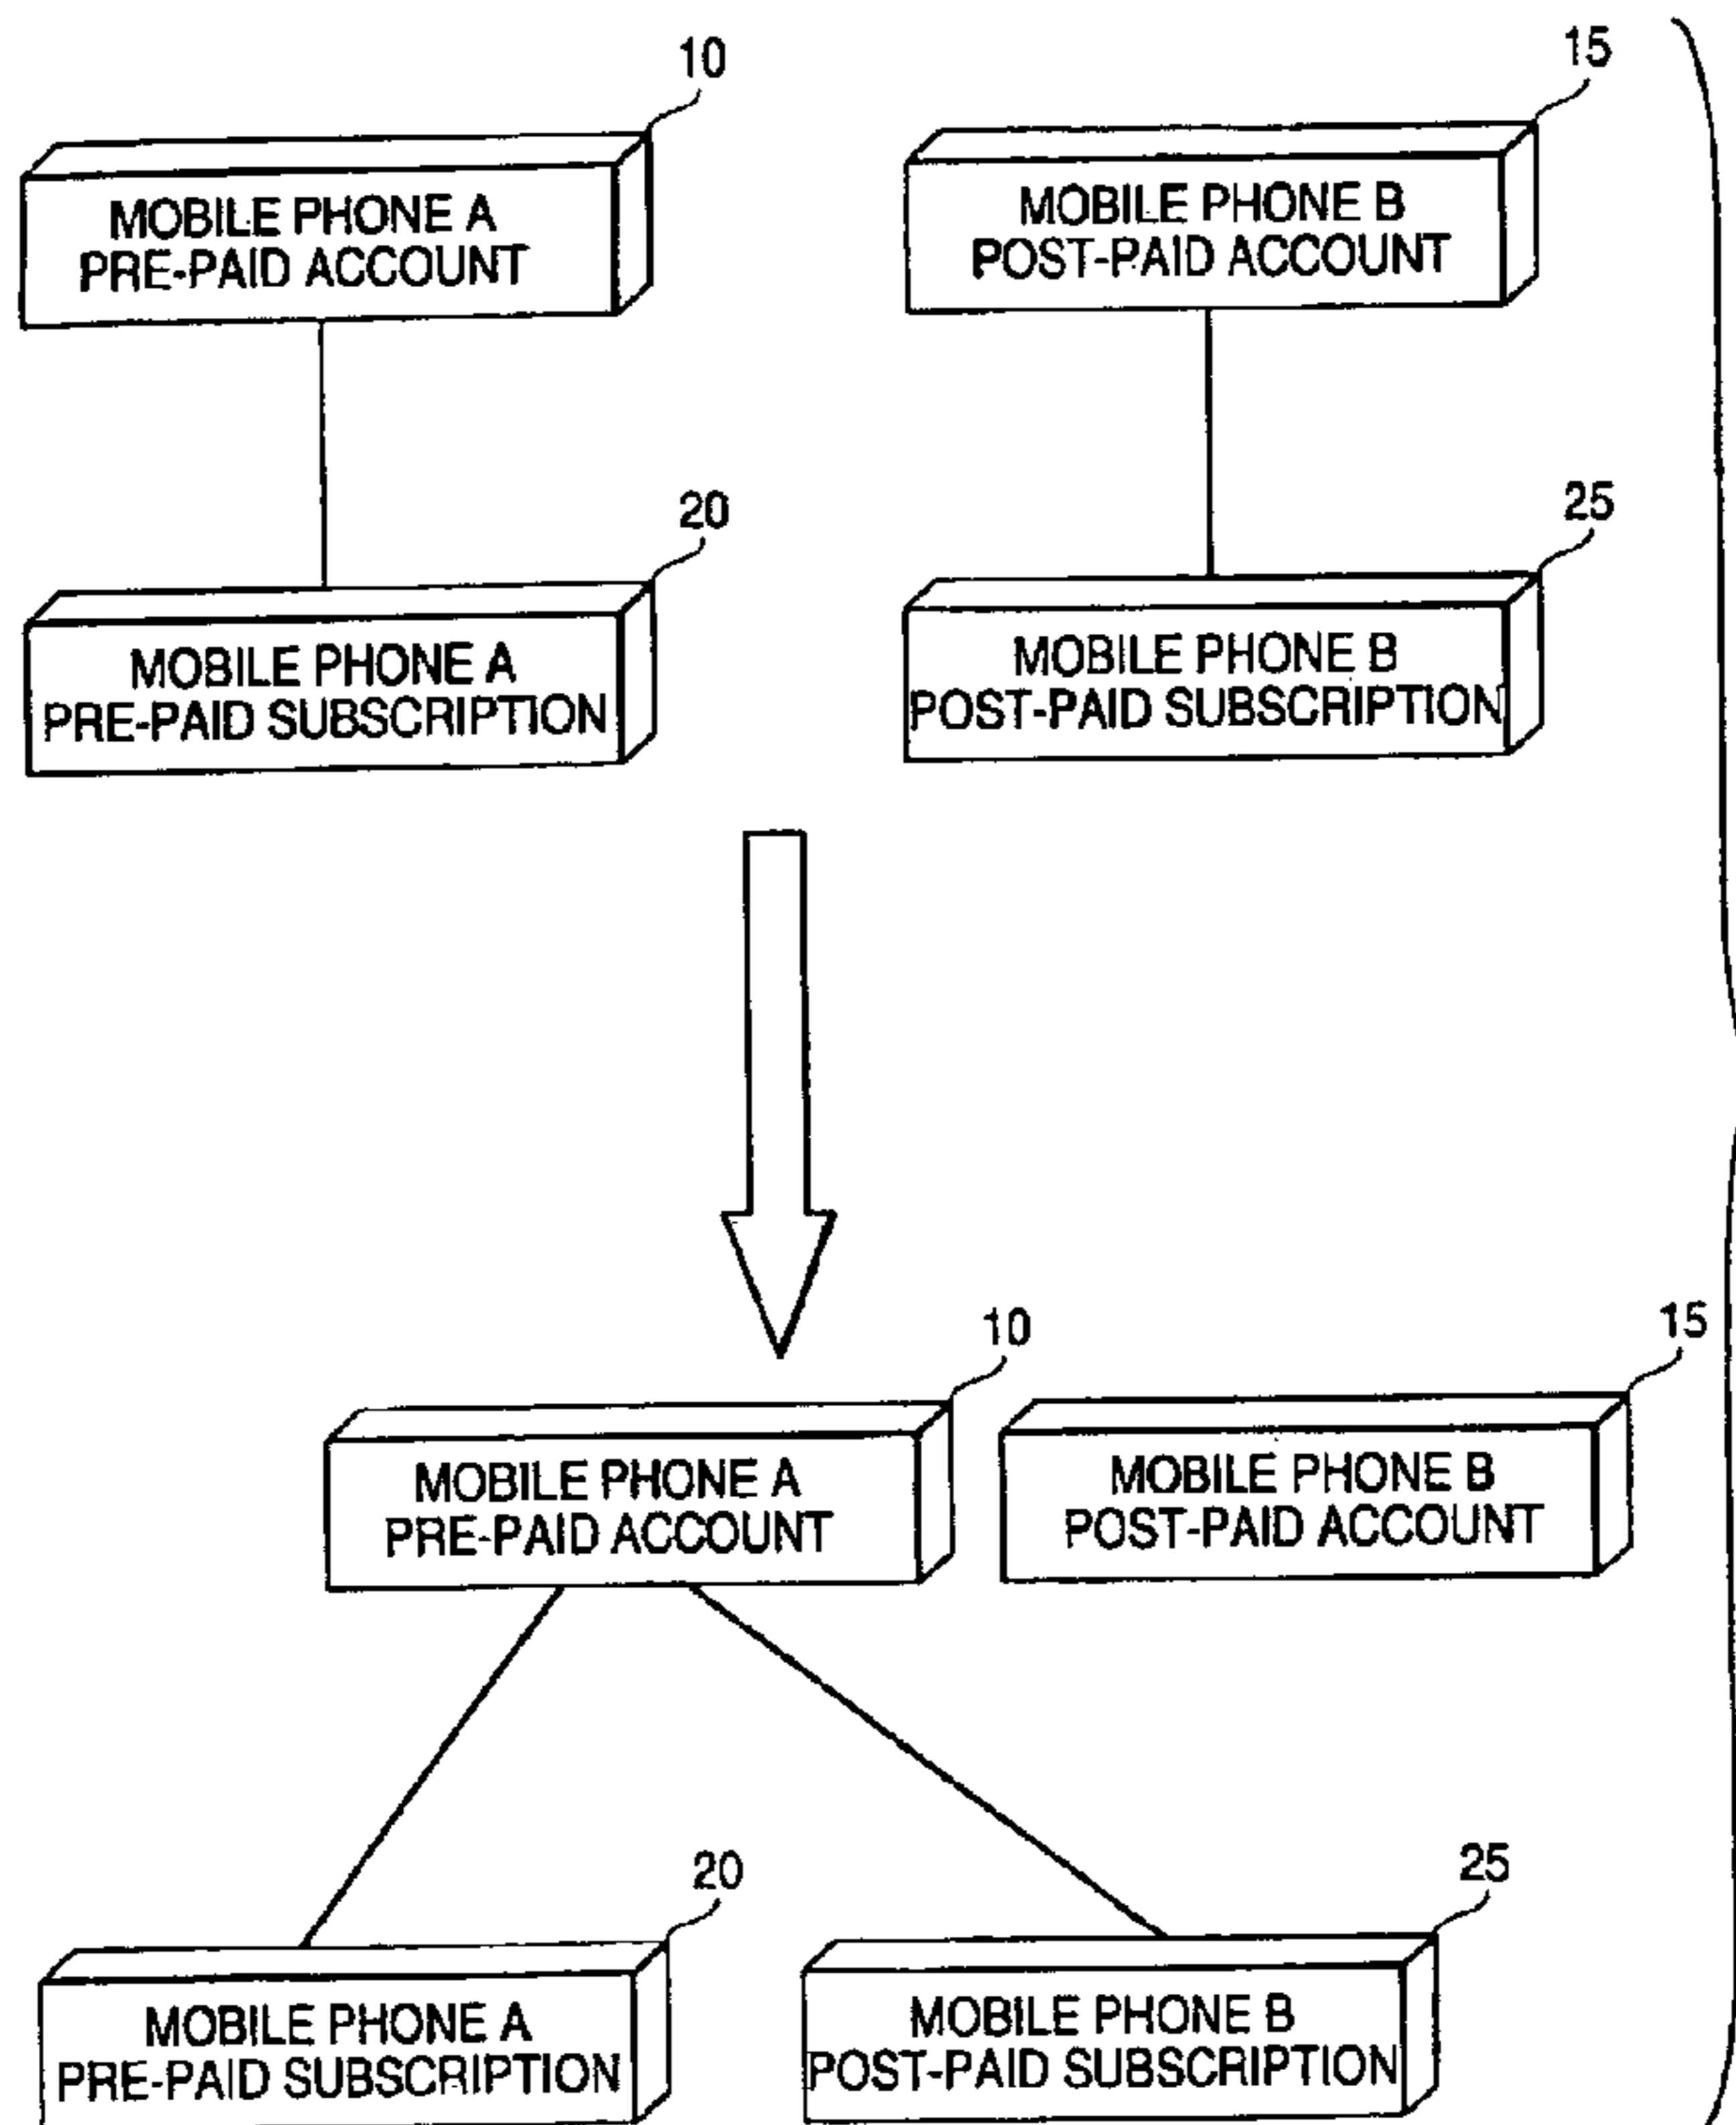 10
15
MOBILE PHONE A
PRE-PAID ACCOUNT
MOBILE PHONE B
POST-PAID ACCOUNT
20
25
MOBILE PHONE A
PRE-PAID SUBSCRIPTION
MOBILE PHONE B
POST-PAID SUBSCRIPTION
10
15
MOBILE PHONE A
PRE-PAID ACCOUNT
MOBILE PHONE B
POST-PAID ACCOUNT
20
25
MOBILE PHONE A
PRE-PAID SUBSCRIPTION
MOBILE PHONE B
POST-PAID SUBSCRIPTION